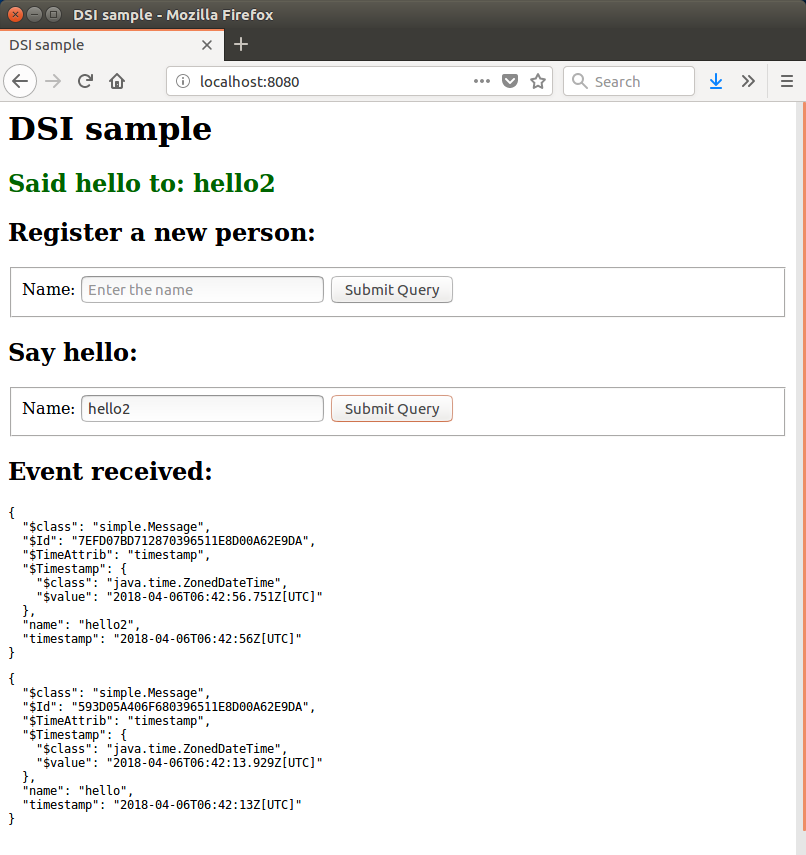 DSI sample - Mozilla Firefox
DSI sample
localhost:8080
Search
DSI sample
Said hello to: hello2
Register a new person:
Name: Enter the name Submit Query
Say hello:
Name: hello2 Submit Query
Event received:
{
  "$class": "simple.Message",
  "$Id": "7EFD07BD712870396511E8D00A62E9DA",
  "$TimeAttrib": "timestamp",
  "$Timestamp": {
    "$class": "java.time.ZonedDateTime",
    "$value": "2018-04-06T06:42:56.751Z[UTC]"
  },
  "name": "hello2",
  "timestamp": "2018-04-06T06:42:56Z[UTC]"
}
{
  "$class": "simple.Message",
  "$Id": "593D05A406F680396511E8D00A62E9DA",
  "$TimeAttrib": "timestamp",
  "$Timestamp": {
    "$class": "java.time.ZonedDateTime",
    "$value": "2018-04-06T06:42:13.929Z[UTC]"
  },
  "name": "hello",
  "timestamp": "2018-04-06T06:42:13Z[UTC]"
}